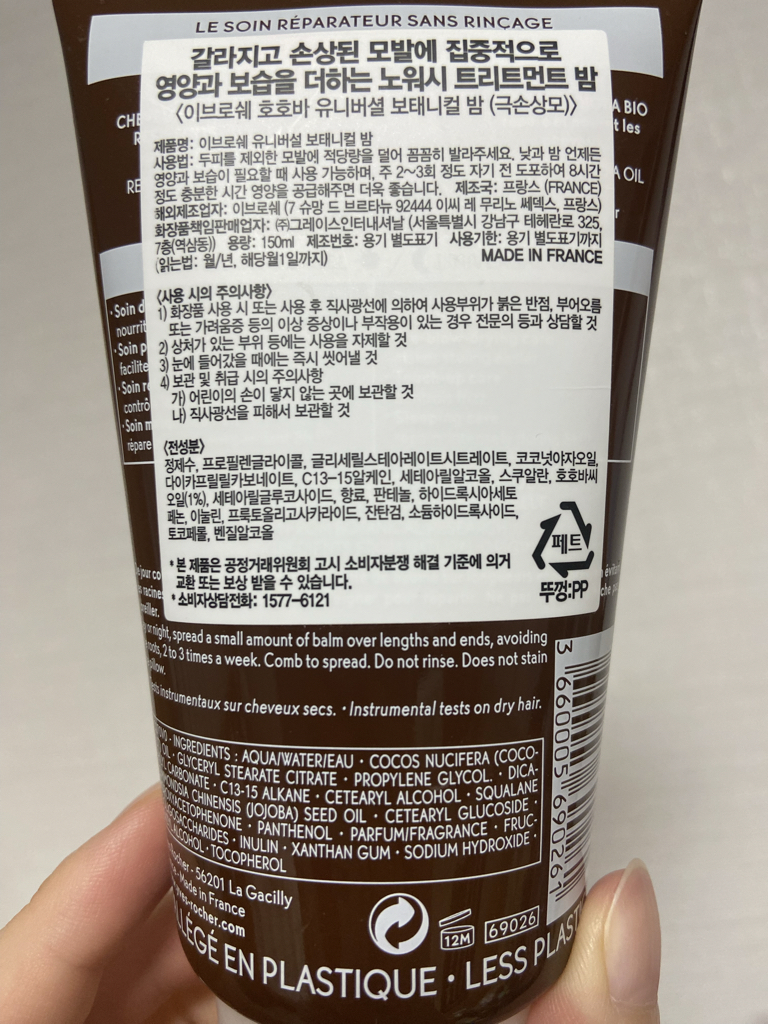 LE SOIN RÉPARATEUR SANS RINÇAGE
갈라지고 손상된 모발에 집중적으로
영양과 보습을 더하는 노워시 트리트먼트 밤
〈이브로쉐 호호바 유니버셜 보태니컬 밤 (극손상모)〉
제품명: 이브로쉐 유니버설 보태니컬 밤
사용법: 두피를 제외한 모발에 적당량을 덜어 꼼꼼히 발라주세요. 낮과 밤 언제든
영양과 보습이 필요할 때 사용 가능하며, 주 2~3회 정도 자기 전 도포하여 8시간
정도 충분한 시간 영양을 공급해주면 더욱 좋습니다. 제조국: 프랑스 (FRANCE)
해외제조업자: 이브로쉐 (7 슈망 드 브르타뉴 92444 이씨 레 무리노 쎄덱스, 프랑스)
화장품책임판매업자: ㈜그레이스인터내셔날 (서울특별시 강남구 테헤란로 325,
7층(역삼동)) 용량: 150ml 제조번호: 용기 별도표기 사용기한: 용기 별도표기까지
(읽는법: 월/년, 해당월1일까지) MADE IN FRANCE
〈사용 시의 주의사항〉
1) 화장품 사용 시 또는 사용 후 직사광선에 의하여 사용부위가 붉은 반점, 부어오름
또는 가려움증 등의 이상 증상이나 부작용이 있는 경우 전문의 등과 상담할 것
2) 상처가 있는 부위 등에는 사용을 자제할 것
3) 눈에 들어갔을 때에는 즉시 씻어낼 것
4) 보관 및 취급 시의 주의사항
가) 어린이의 손이 닿지 않는 곳에 보관할 것
나) 직사광선을 피해서 보관할 것
〈전성분〉
정제수, 프로필렌글라이콜, 글리세릴스테아레이트시트레이트, 코코넛야자오일,
다이카프릴릴카보네이트, C13-15알케인, 세테아릴알코올, 스쿠알란, 호호바씨
오일(1%), 세테아릴글루코사이드, 향료, 판테놀, 하이드록시아세토
페논, 이눌린, 프룩토올리고사카라이드, 잔탄검, 소듐하이드록사이드,
토코페롤, 벤질알코올
* 본 제품은 공정거래위원회 고시 소비자분쟁 해결 기준에 의거
교환 또는 보상 받을 수 있습니다.
* 소비자상담전화: 1577-6121
페트
뚜껑:PP
BIO
OIL
· Soin
nourrit
· Soin
facilite
· Soin
contrô
· Soin
répare
or night, spread a small amount of balm over lengths and ends, avoiding
roots, 2 to 3 times a week. Comb to spread. Do not rinse. Does not stain
instrumentaux sur cheveux secs. · Instrumental tests on dry hair.
INGREDIENTS : AQUA/WATER/EAU · COCOS NUCIFERA (COCO-
OIL · GLYCERYL STEARATE CITRATE · PROPYLENE GLYCOL. · DICA-
CARBONATE · C13-15 ALKANE · CETEARYL ALCOHOL · SQUALANE
CHINENSIS (JOJOBA) SEED OIL · CETEARYL GLUCOSIDE ·
· PANTHENOL · PARFUM/FRAGRANCE · FRUC-
· INULIN · XANTHAN GUM · SODIUM HYDROXIDE ·
ALCOHOL · TOCOPHEROL
- 56201 La Gacilly
Made in France
12M
69026
3 660005 690261
EN PLASTIQUE · LESS